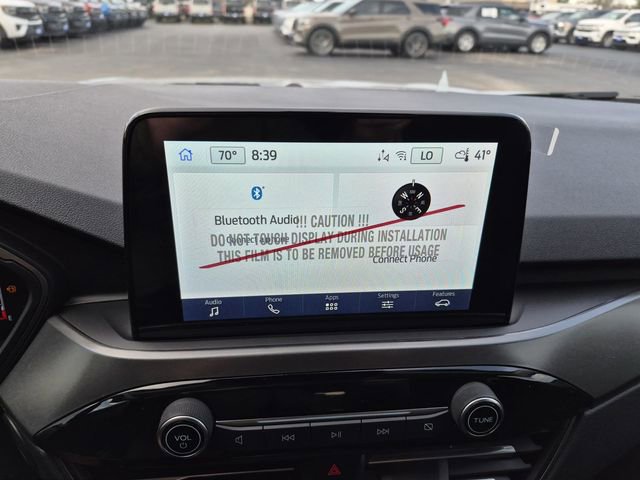 70° 8:39 LO 41°
Bluetooth Audio
!!! CAUTION !!!
DO NOT TOUCH DISPLAY DURING INSTALLATION
THIS FILM IS TO BE REMOVED BEFORE USAGE
Connect Phone
Audio Phone Apps Settings Features
VOL TUNE